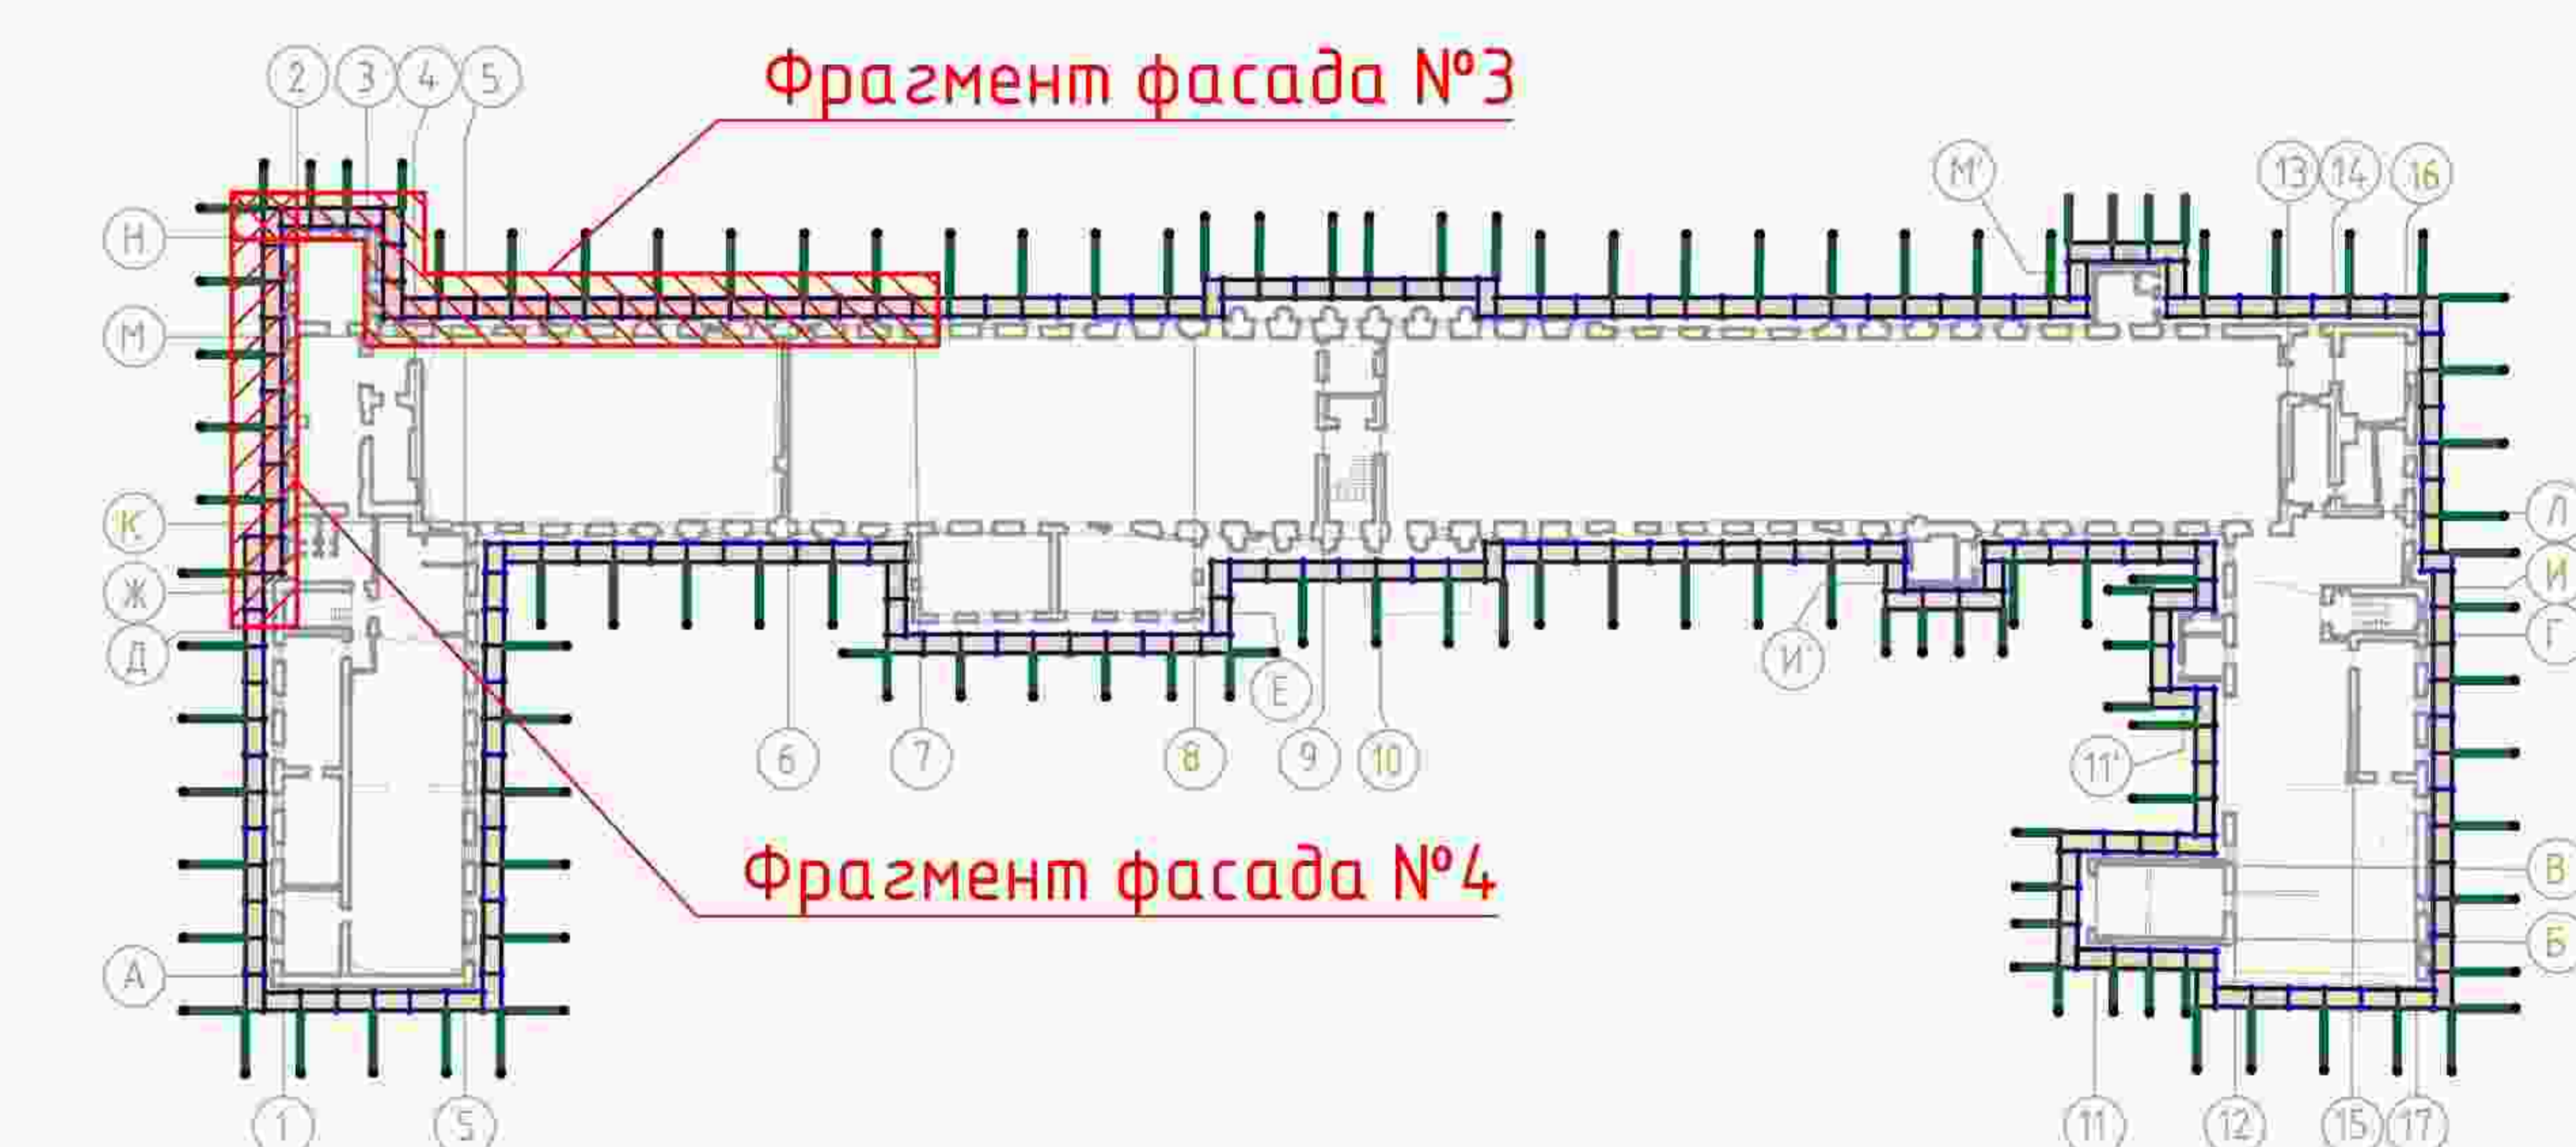 2 3 4 5
Фрагмент фасада №3
М' 13 14 16
Н
М
К
Ж
Д
А
Л
И
Г
В
Б
И'
Е
11'
6 7 8 9 10
Фрагмент фасада №4
1 5 11 12 15 17